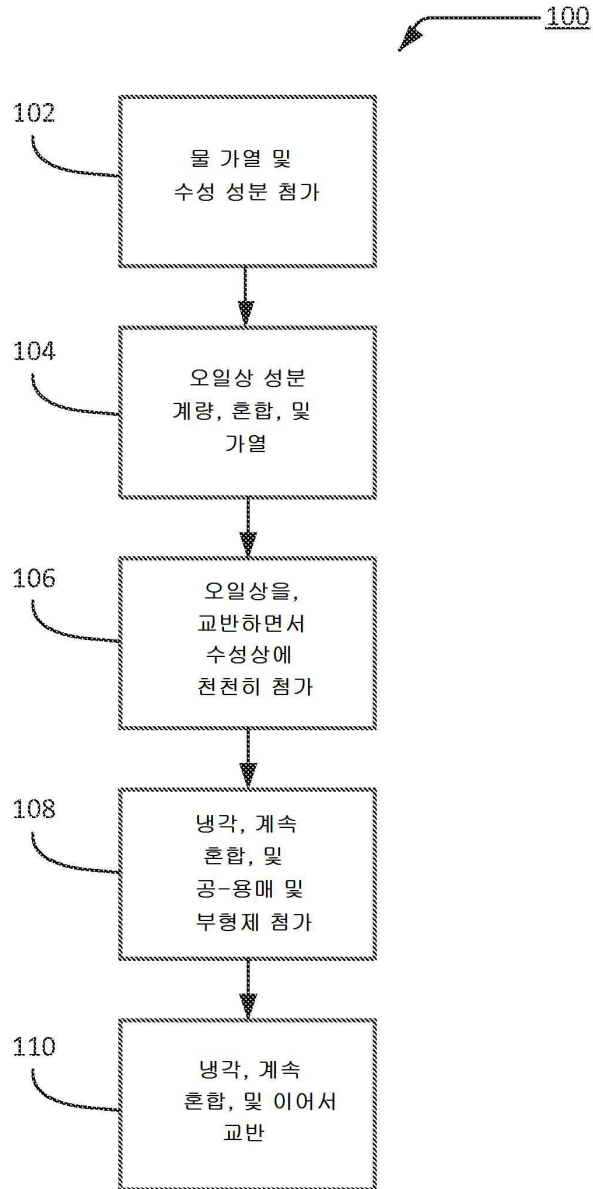 100
102
물 가열 및
수성 성분 첨가
104
오일상 성분
계량, 혼합, 및
가열
106
오일상을,
교반하면서
수성상에
천천히 첨가
108
냉각, 계속
혼합, 및
공-용매 및
부형제 첨가
110
냉각, 계속
혼합, 및 이어서
교반